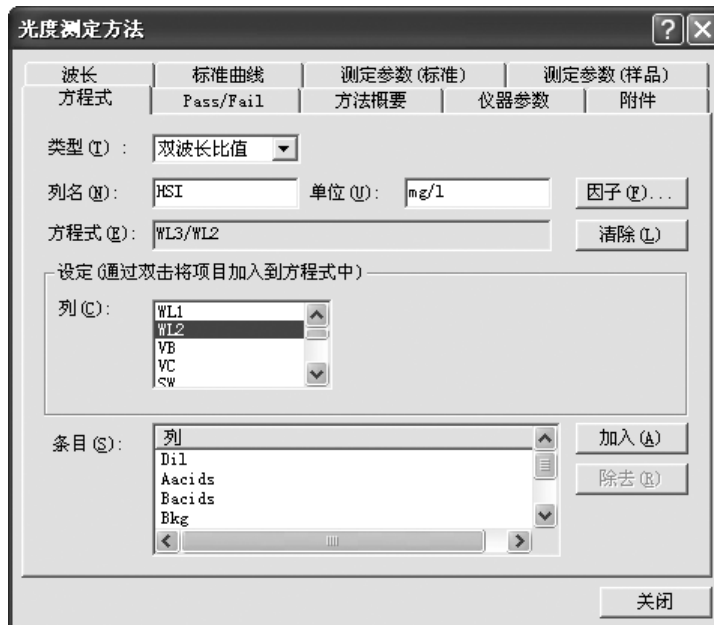 光度测定方法
波长 标准曲线 测定参数(标准) 测定参数(样品)
方程式 Pass/Fail 方法概要 仪器参数 附件
类型(T): 双波长比值
列名(N): HSI 单位(U): mg/l 因子(F)...
方程式(E): WL3/WL2 清除(L)
设定(通过双击将项目加入到方程式中)
列(C): WL1
WL2
VB
VC
SW
条目(S): 列 加入(A)
Dil
Aacids 除去(R)
Bacids
Bkg
关闭